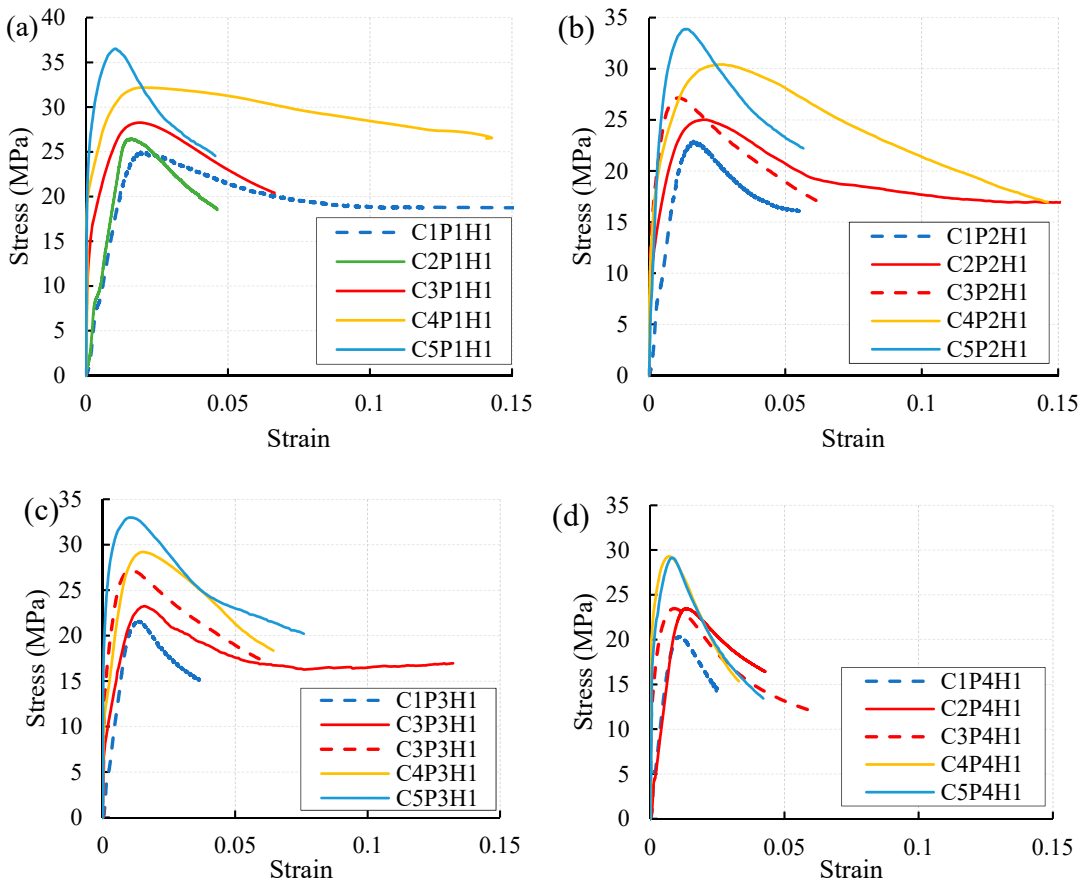 (a)
Stress (MPa)
40
35
30
25
20
15
10
5
0
0
0.05
0.1
0.15
Strain
C1P1H1
C2P1H1
C3P1H1
C4P1H1
C5P1H1
(b)
Stress (MPa)
35
30
25
20
15
10
5
0
0
0.05
0.1
0.15
Strain
C1P2H1
C2P2H1
C3P2H1
C4P2H1
C5P2H1
(c)
Stress (MPa)
35
30
25
20
15
10
5
0
0
0.05
0.1
0.15
Strain
C1P3H1
C3P3H1
C3P3H1
C4P3H1
C5P3H1
(d)
Stress (MPa)
35
30
25
20
15
10
5
0
0
0.05
0.1
0.15
Strain
C1P4H1
C2P4H1
C3P4H1
C4P4H1
C5P4H1